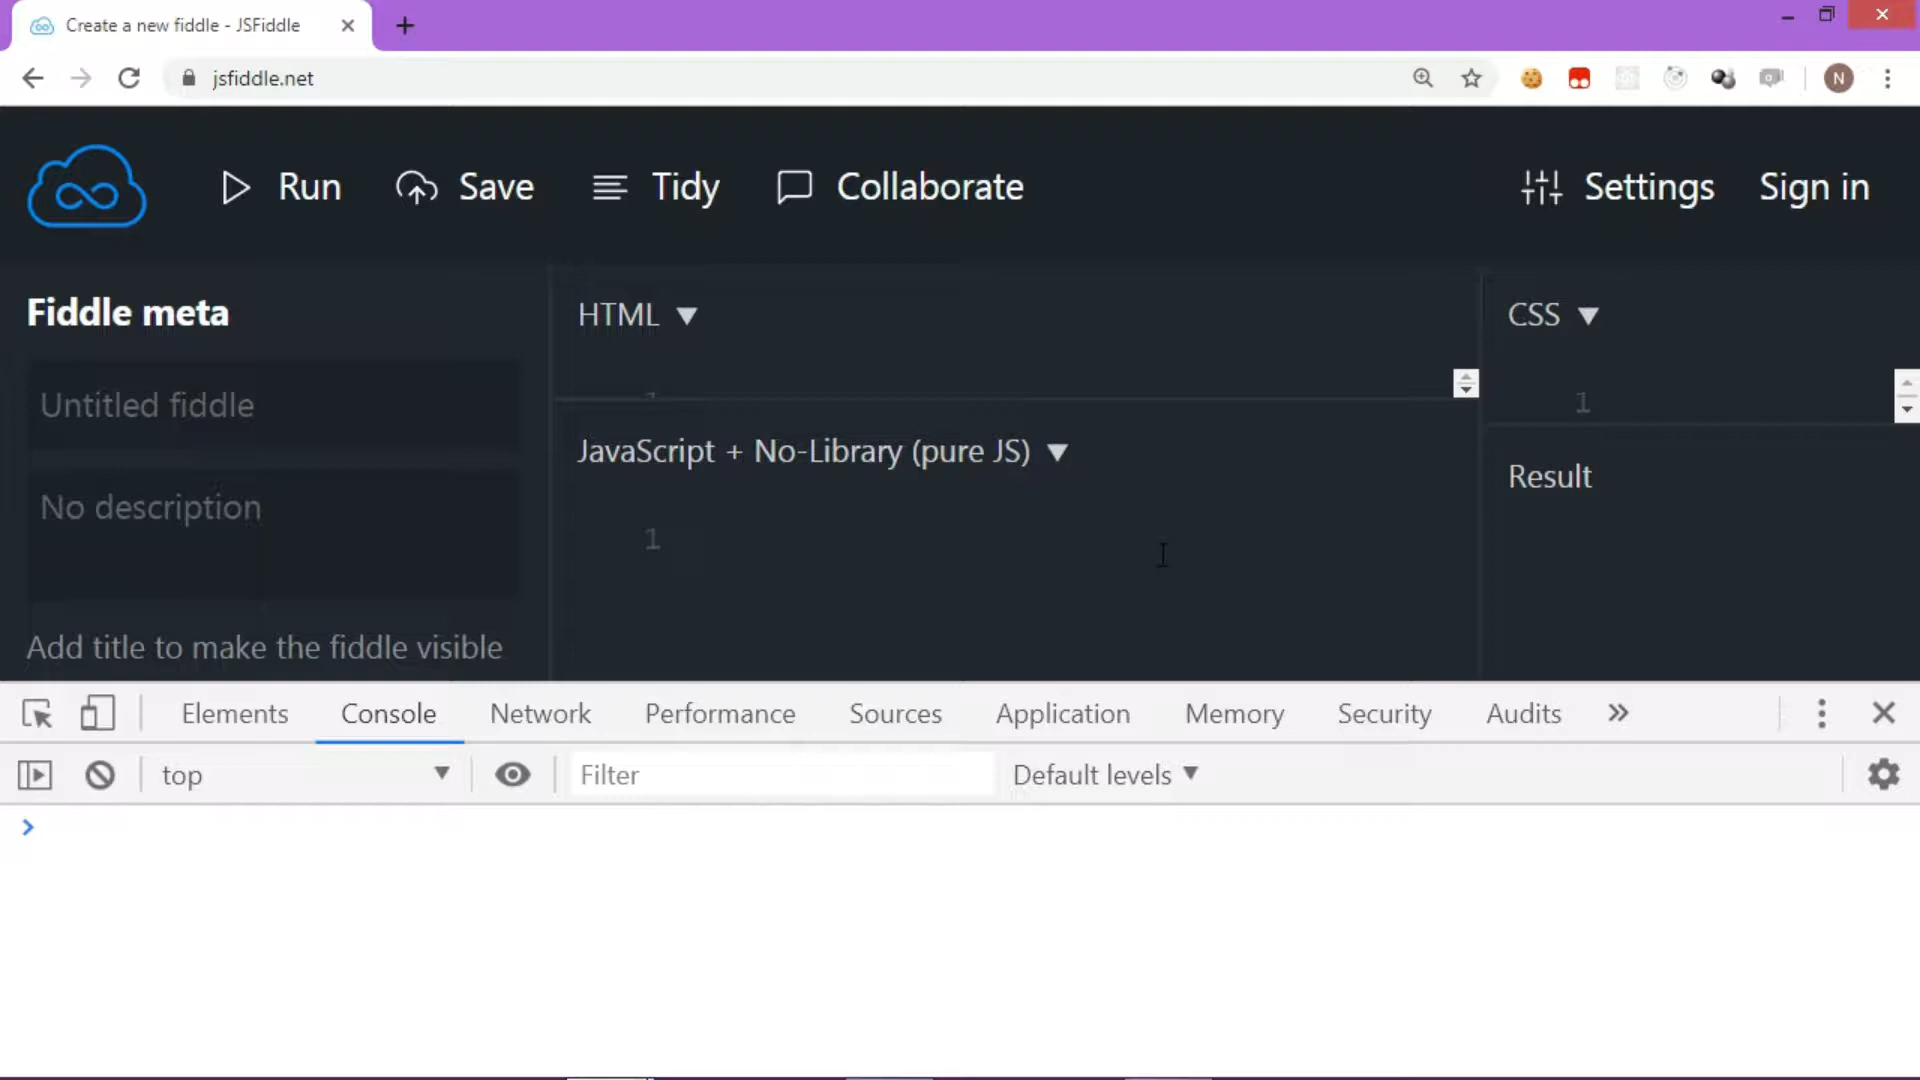 Create a new fiddle - JSFiddle
jsfiddle.net
N
Run Save Tidy Collaborate Settings Sign in
Fiddle meta
Untitled fiddle
No description
Add title to make the fiddle visible
HTML
JavaScript + No-Library (pure JS)
1
CSS
1
Result
Elements Console Network Performance Sources Application Memory Security Audits
top Filter Default levels